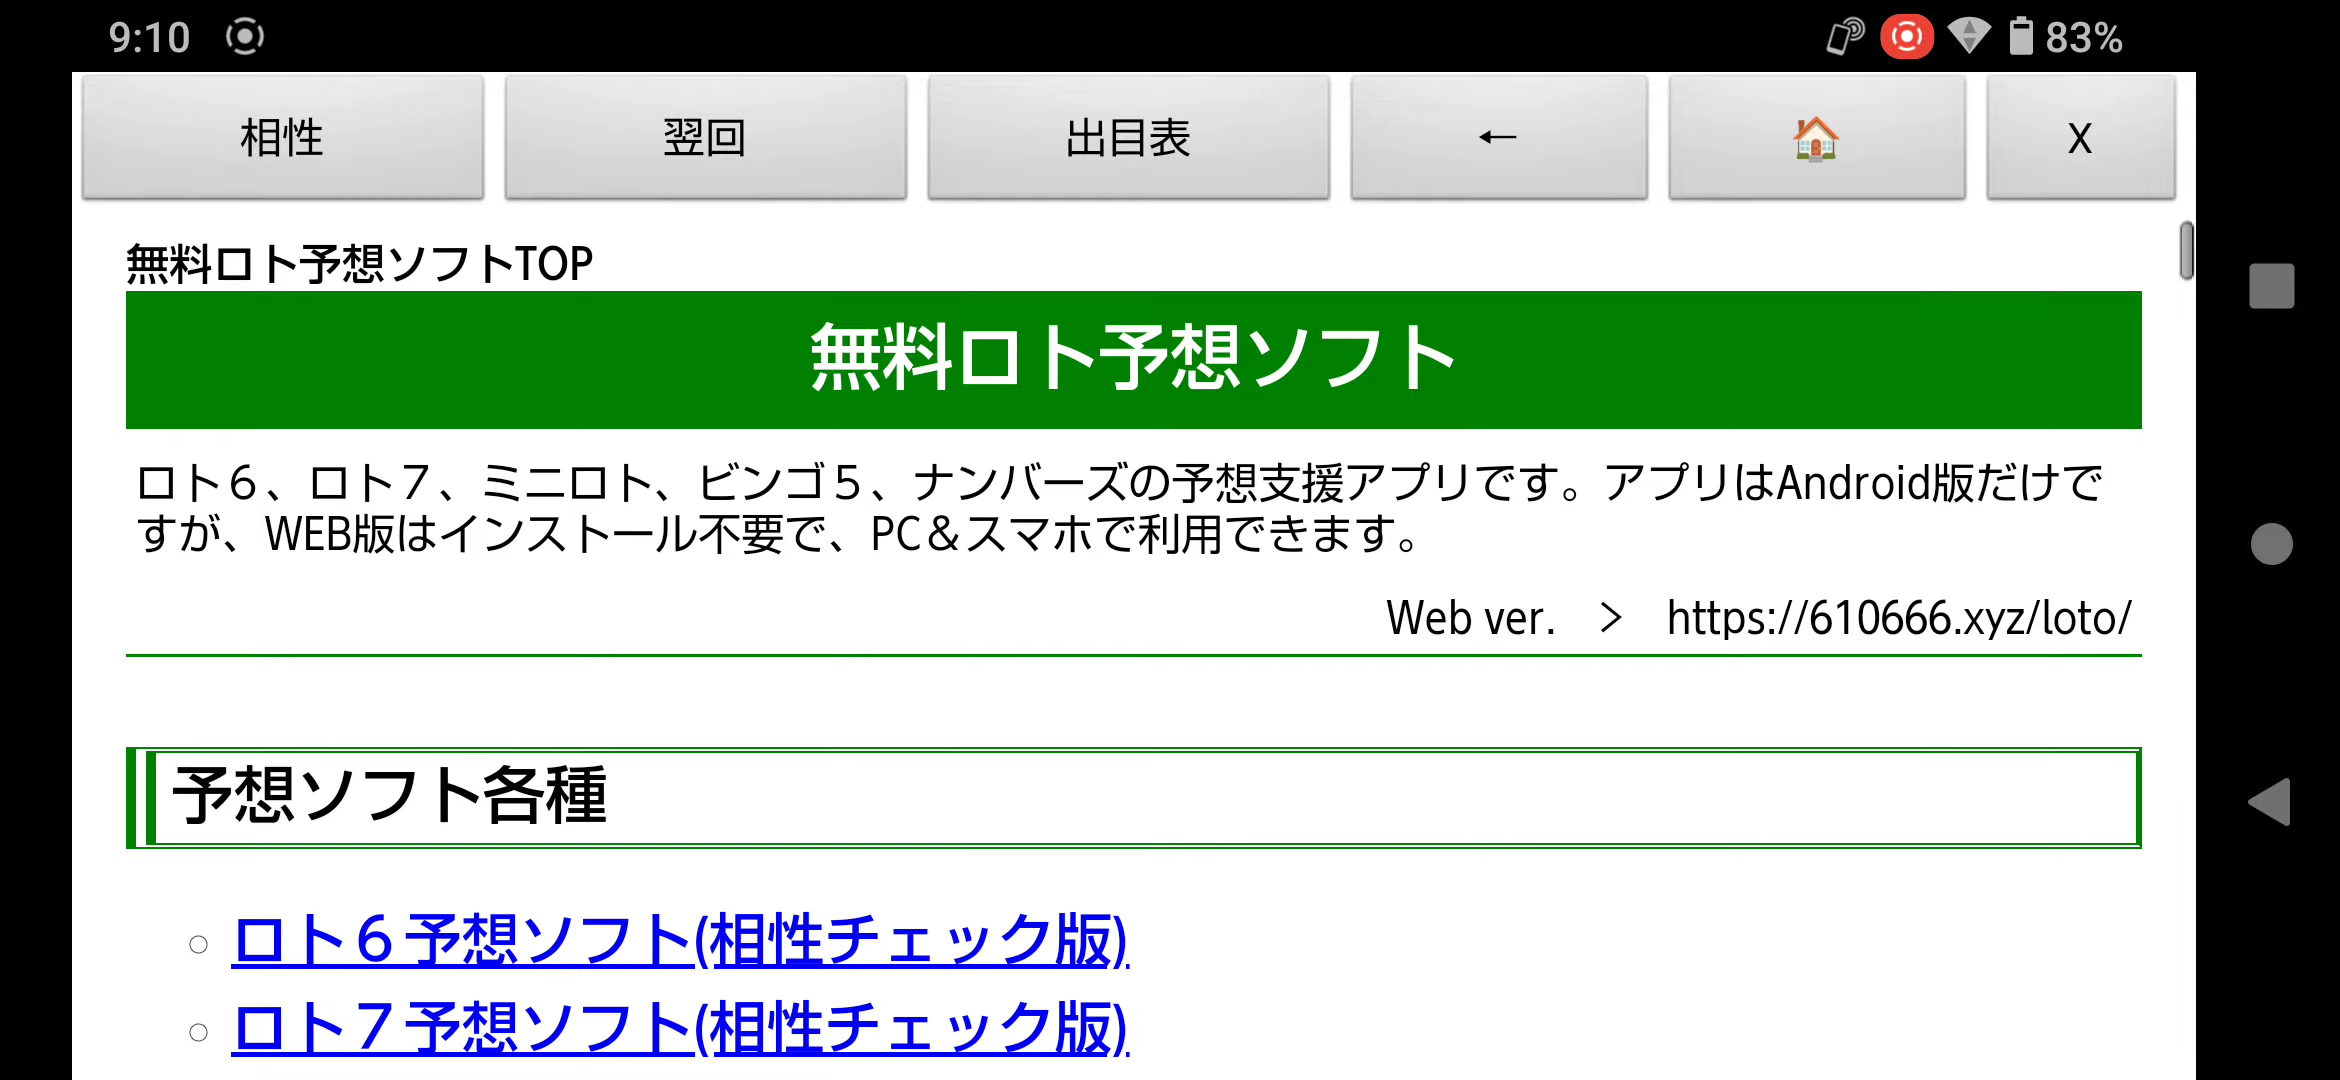 9:10
83%
相性 翌回 出目表 ← X
無料ロト予想ソフトTOP
無料ロト予想ソフト
ロト６、ロト７、ミニロト、ビンゴ５、ナンバーズの予想支援アプリです。アプリはAndroid版だけで
すが、WEB版はインストール不要で、PC＆スマホで利用できます。
Web ver.　>　https://610666.xyz/loto/
予想ソフト各種
ロト６予想ソフト(相性チェック版)
ロト７予想ソフト(相性チェック版)